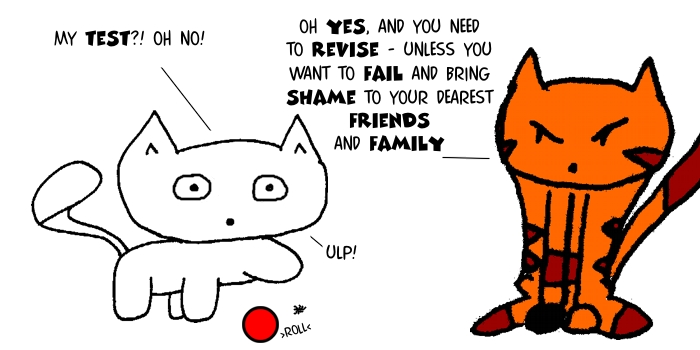 MY TEST?! OH NO!
OH YES, AND YOU NEED
TO REVISE - UNLESS YOU
WANT TO FAIL AND BRING
SHAME TO YOUR DEAREST
FRIENDS
AND FAMILY
ULP!
>ROLL<